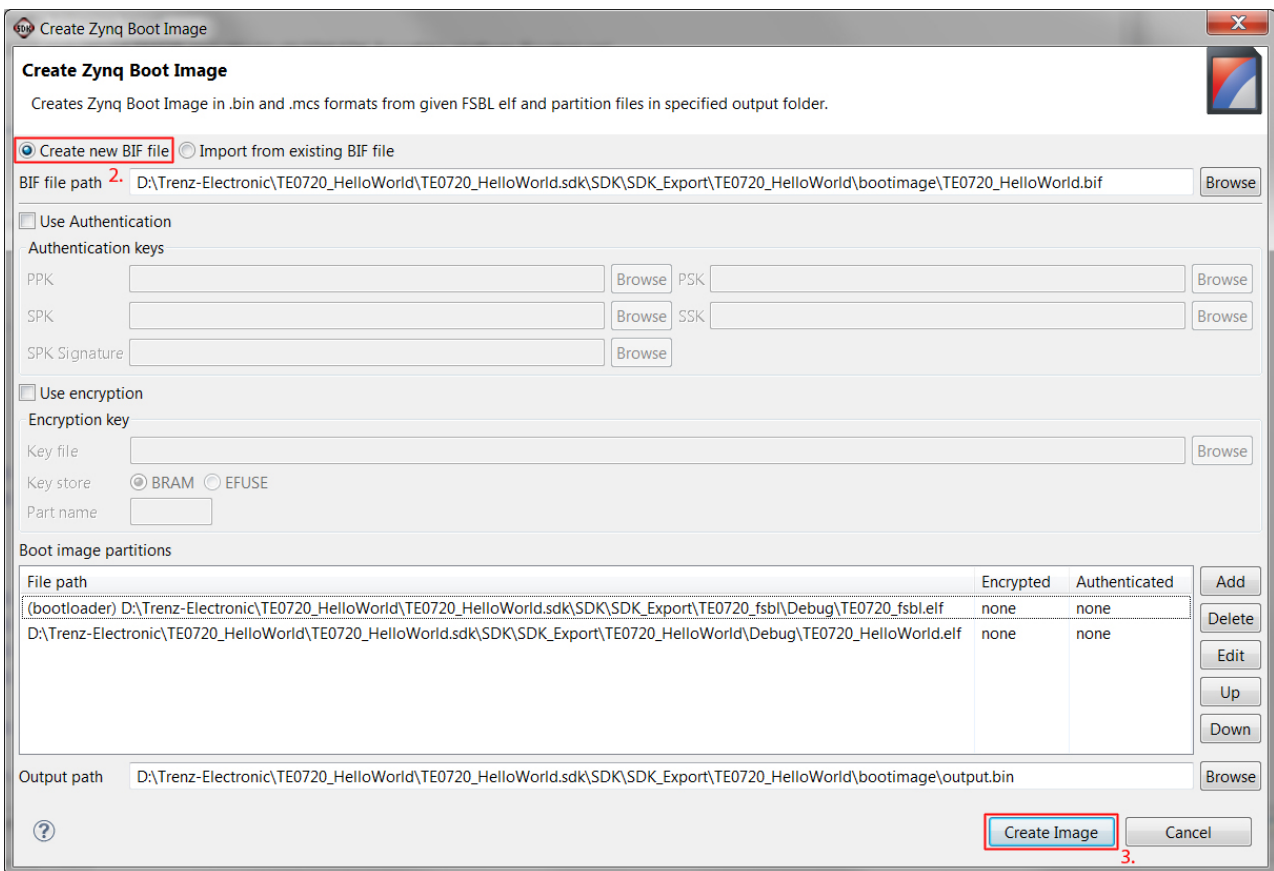 SDK Create Zynq Boot Image
Create Zynq Boot Image
Creates Zynq Boot Image in .bin and .mcs formats from given FSBL elf and partition files in specified output folder.
Create new BIF file Import from existing BIF file
BIF file path 2. D:\Trenz-Electronic\TE0720_HelloWorld\TE0720_HelloWorld.sdk\SDK\SDK_Export\TE0720_HelloWorld\bootimage\TE0720_HelloWorld.bif Browse
Use Authentication
Authentication keys
PPK Browse PSK Browse
SPK Browse SSK Browse
SPK Signature Browse
Use encryption
Encryption key
Key file Browse
Key store BRAM EFUSE
Part name
Boot image partitions
File path Encrypted Authenticated Add
(bootloader) D:\Trenz-Electronic\TE0720_HelloWorld\TE0720_HelloWorld.sdk\SDK\SDK_Export\TE0720_fsbl\Debug\TE0720_fsbl.elf none none Delete
D:\Trenz-Electronic\TE0720_HelloWorld\TE0720_HelloWorld.sdk\SDK\SDK_Export\TE0720_HelloWorld\Debug\TE0720_HelloWorld.elf none none
Edit
Up
Down
Output path D:\Trenz-Electronic\TE0720_HelloWorld\TE0720_HelloWorld.sdk\SDK\SDK_Export\TE0720_HelloWorld\bootimage\output.bin Browse
? Create Image Cancel
3.